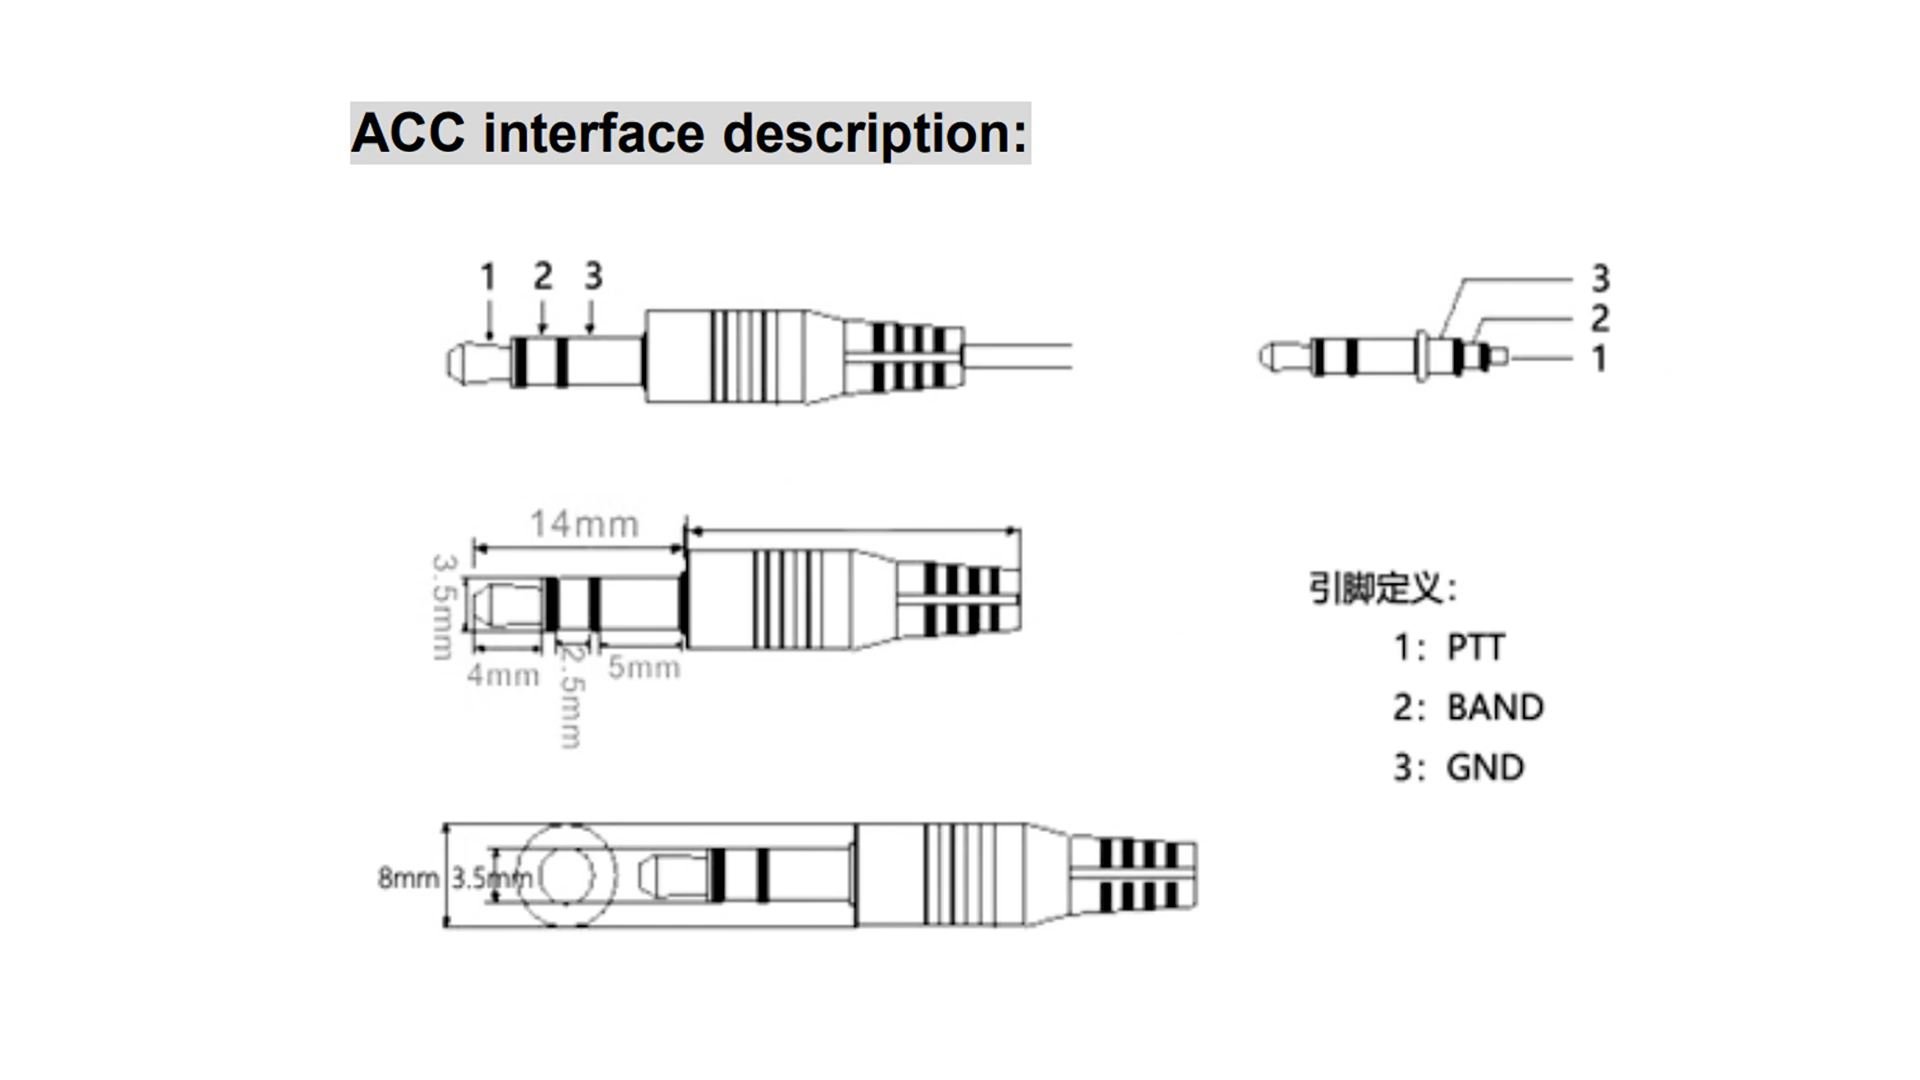 ACC interface description:
1 2 3
3
2
1
14mm
3.5mm
4mm
2.5mm
5mm
引脚定义：
1：PTT
2：BAND
3：GND
8mm 3.5mm